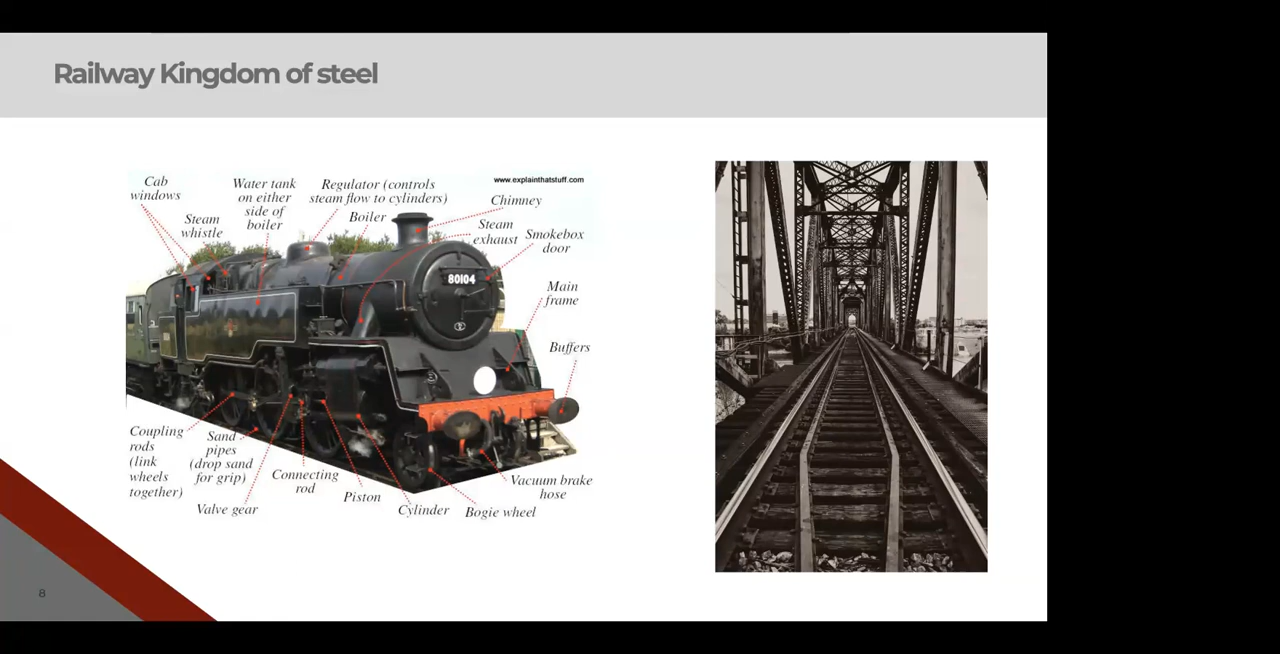 Railway Kingdom of steel
www.explainthatstuff.com
Cab
windows
Steam
whistle
Water tank
on either
side of
boiler
Regulator (controls
steam flow to cylinders)
Boiler
Chimney
Steam
exhaust
Smokebox
door
80104
Main
frame
Buffers
Coupling
rods
(link
wheels
together)
Sand
pipes
(drop sand
for grip)
Valve gear
Connecting
rod
Piston
Cylinder
Bogie wheel
Vacuum brake
hose
8